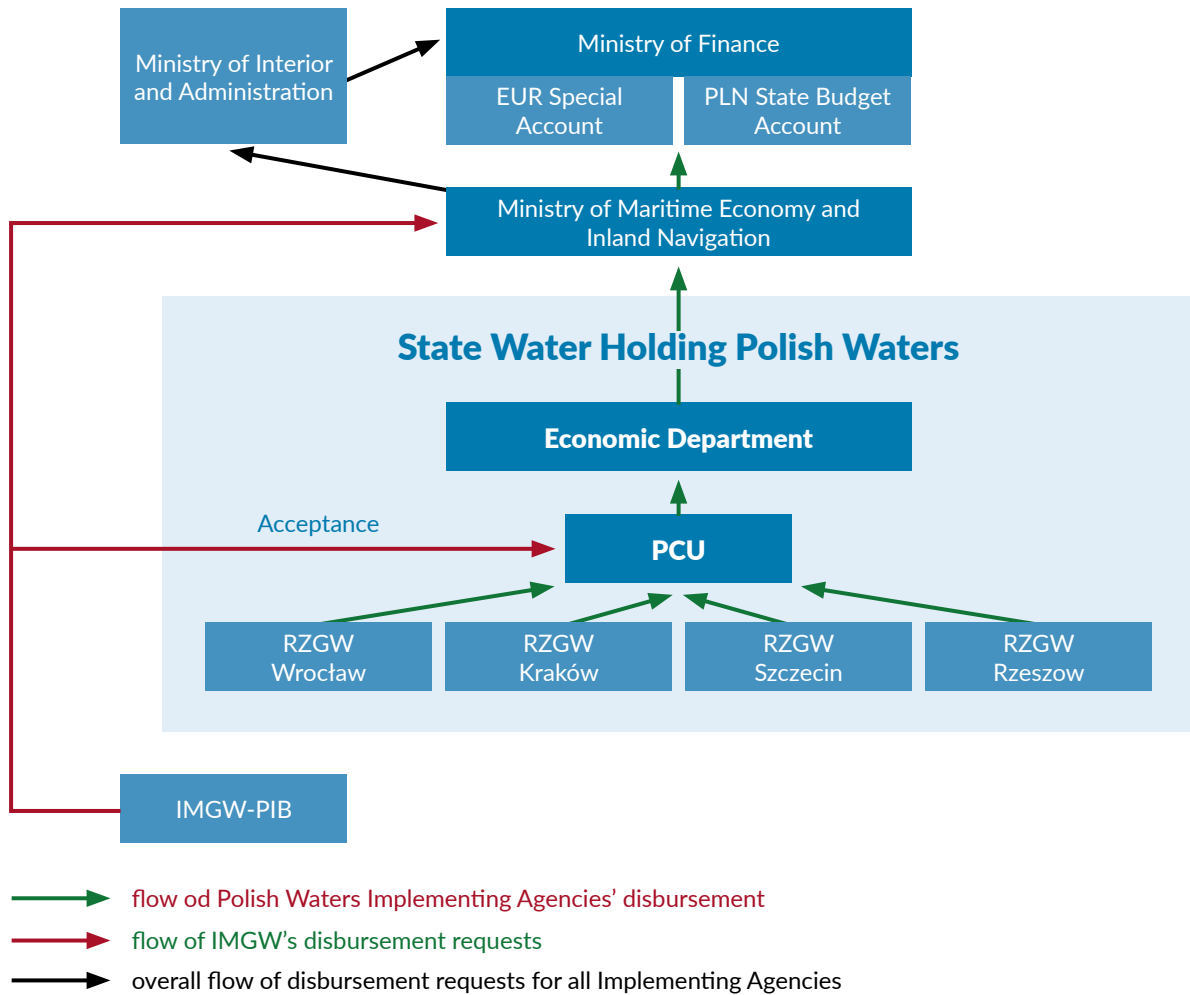 Ministry of Interior
and Administration
Ministry of Finance
EUR Special
Account
PLN State Budget
Account
Ministry of Maritime Economy and
Inland Navigation
State Water Holding Polish Waters
Economic Department
Acceptance
PCU
RZGW
Wrocław
RZGW
Kraków
RZGW
Szczecin
RZGW
Rzeszow
IMGW-PIB
flow od Polish Waters Implementing Agencies’ disbursement
flow of IMGW’s disbursement requests
overall flow of disbursement requests for all Implementing Agencies